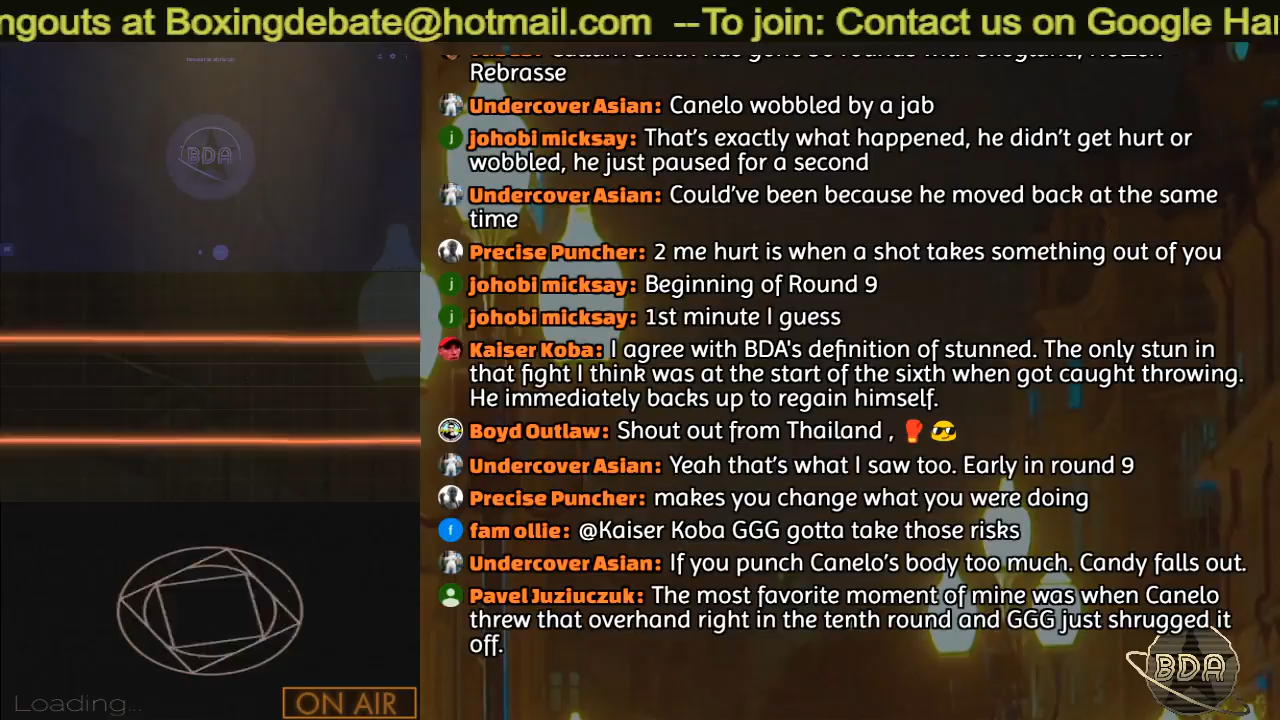 ngouts at Boxingdebate@hotmail.com --To join: Contact us on Google Ha
Rebrasse
Undercover Asian: Canelo wobbled by a jab
johobi micksay: That's exactly what happened, he didn't get hurt or
wobbled, he just paused for a second
Undercover Asian: Could've been because he moved back at the same
time
Precise Puncher: 2 me hurt is when a shot takes something out of you
johobi micksay: Beginning of Round 9
johobi micksay: 1st minute I guess
Kaiser Koba: I agree with BDA's definition of stunned. The only stun in
that fight I think was at the start of the sixth when got caught throwing.
He immediately backs up to regain himself.
Boyd Outlaw: Shout out from Thailand , 🥊😎
Undercover Asian: Yeah that's what I saw too. Early in round 9
Precise Puncher: makes you change what you were doing
fam ollie: @Kaiser Koba GGG gotta take those risks
Undercover Asian: If you punch Canelo's body too much. Candy falls out.
Pavel Juziuczuk: The most favorite moment of mine was when Canelo
threw that overhand right in the tenth round and GGG just shrugged it
off.
BDA
BDA
Loading...
ON AIR